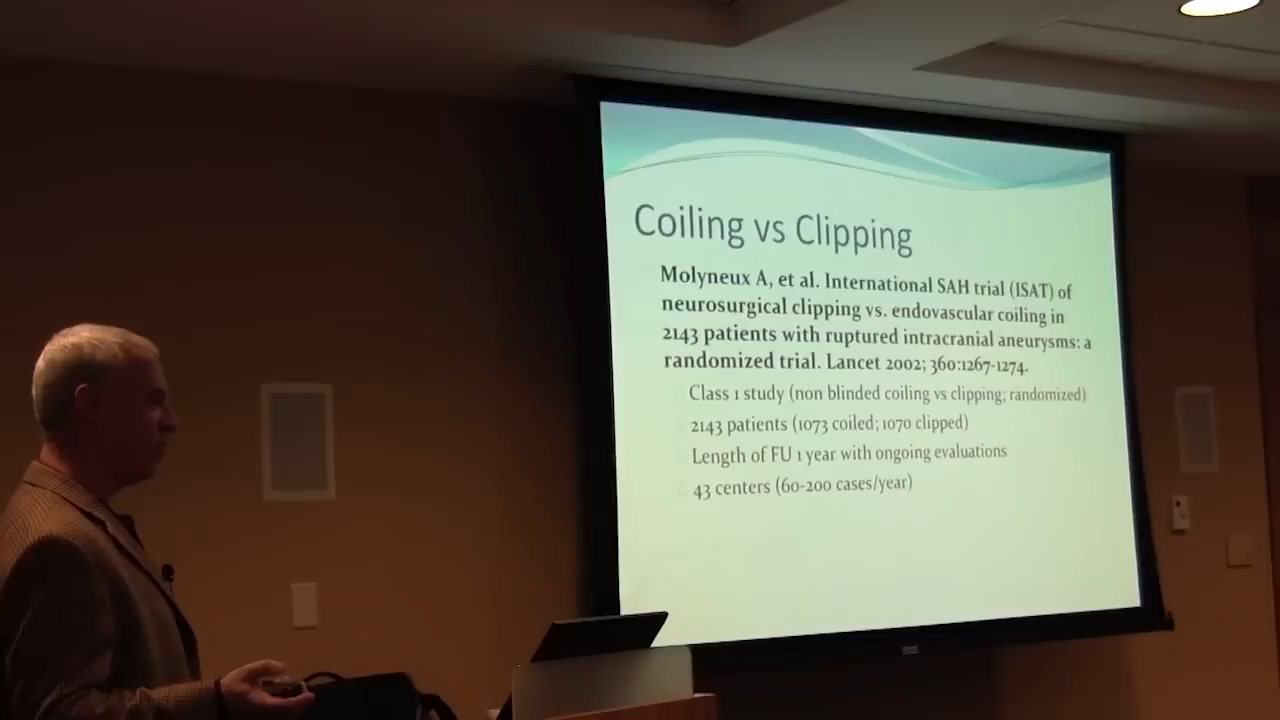 Coiling vs Clipping
Molyneux A, et al. International SAH trial (ISAT) of
neurosurgical clipping vs. endovascular coiling in
2143 patients with ruptured intracranial aneurysms: a
randomized trial. Lancet 2002; 360:1267-1274.
Class 1 study (non blinded coiling vs clipping; randomized)
2143 patients (1073 coiled; 1070 clipped)
Length of FU 1 year with ongoing evaluations
43 centers (60-200 cases/year)